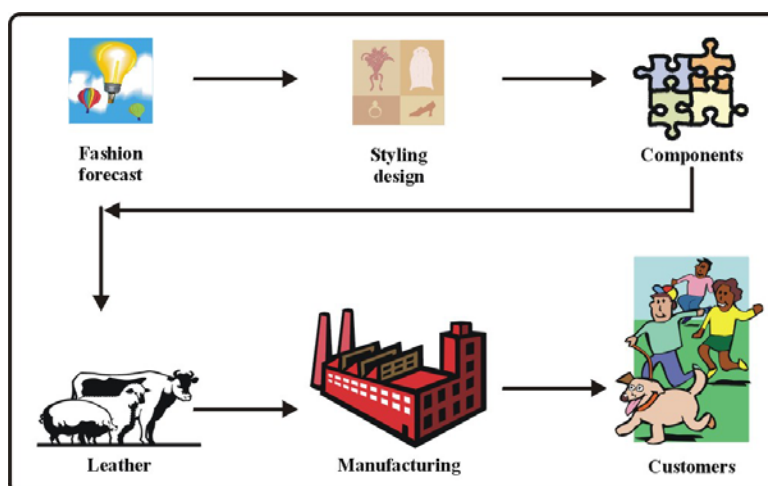 Fashion
forecast
Styling
design
Components
Leather
Manufacturing
Customers